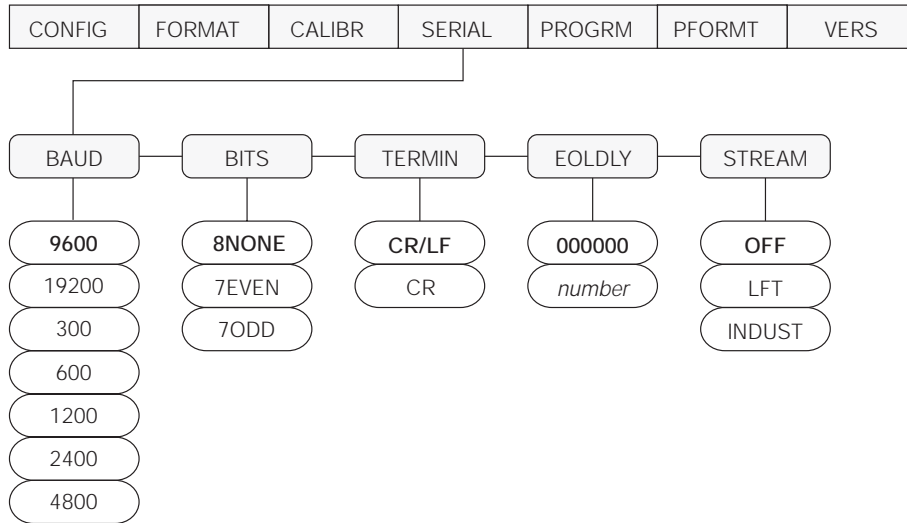 CONFIG FORMAT CALIBR SERIAL PROGRM PFORMT VERS
BAUD BITS TERMIN EOLDLY STREAM
9600 8NONE CR/LF 000000 OFF
19200 7EVEN CR number LFT
300 7ODD INDUST
600
1200
2400
4800